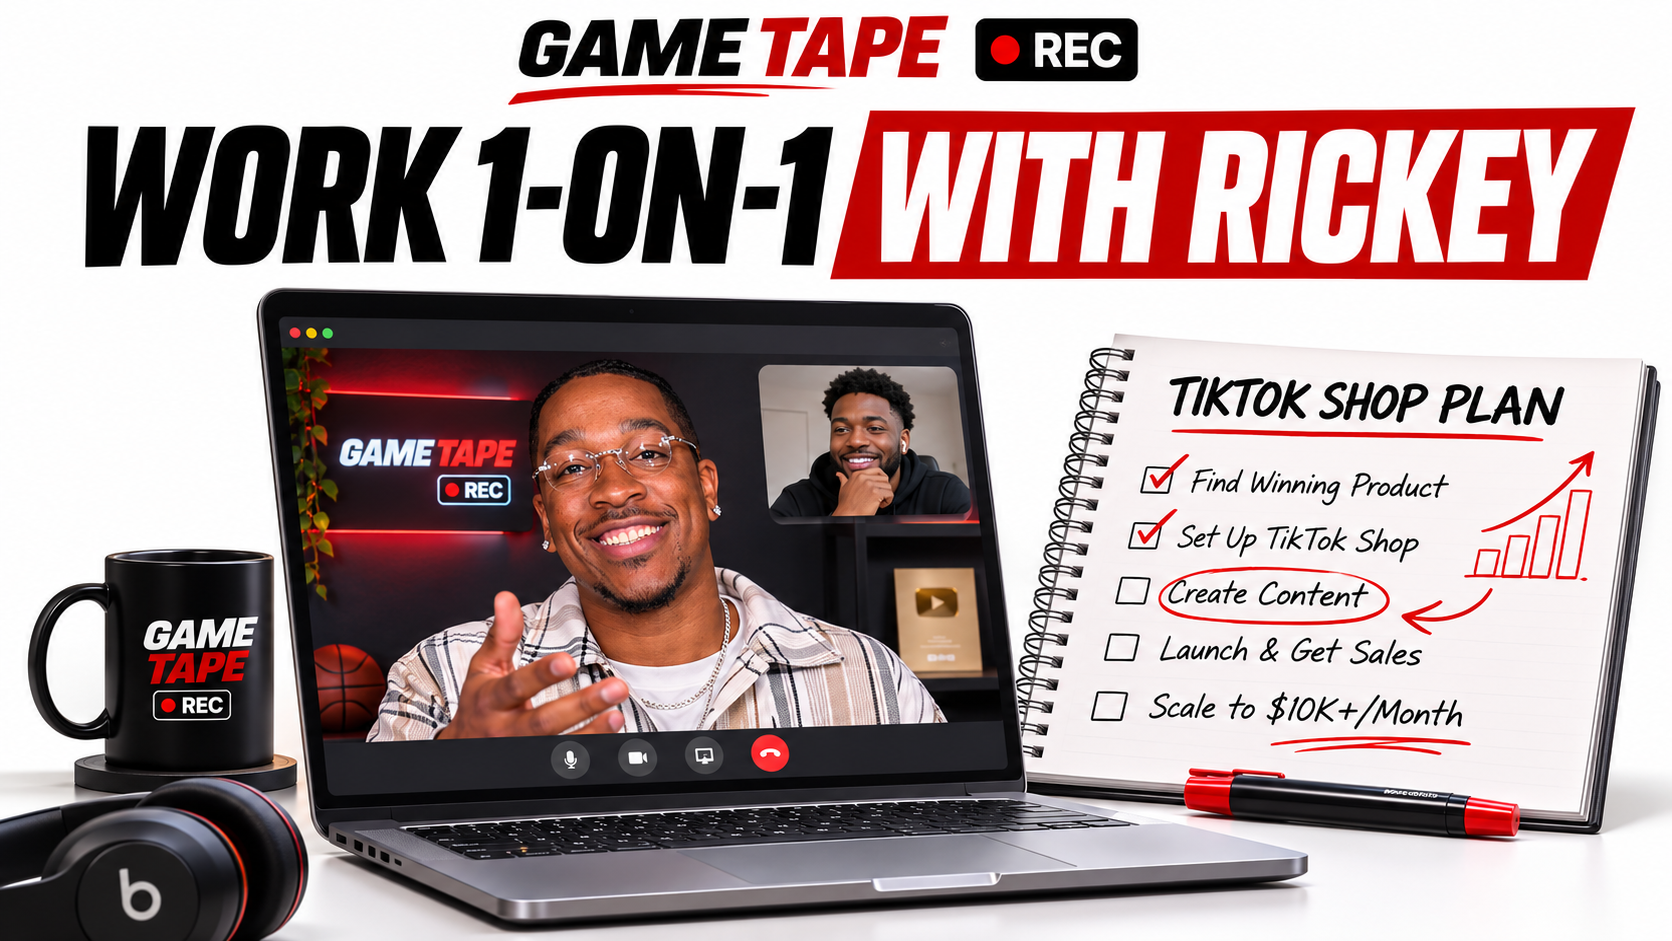 GAME TAPE REC
WORK 1-ON-1 WITH RICKEY
GAME TAPE
REC
GAME
TAPE
REC
b
TIKTOK SHOP PLAN
Find Winning Product
Set Up TikTok Shop
Create Content
Launch & Get Sales
Scale to $10K+/Month